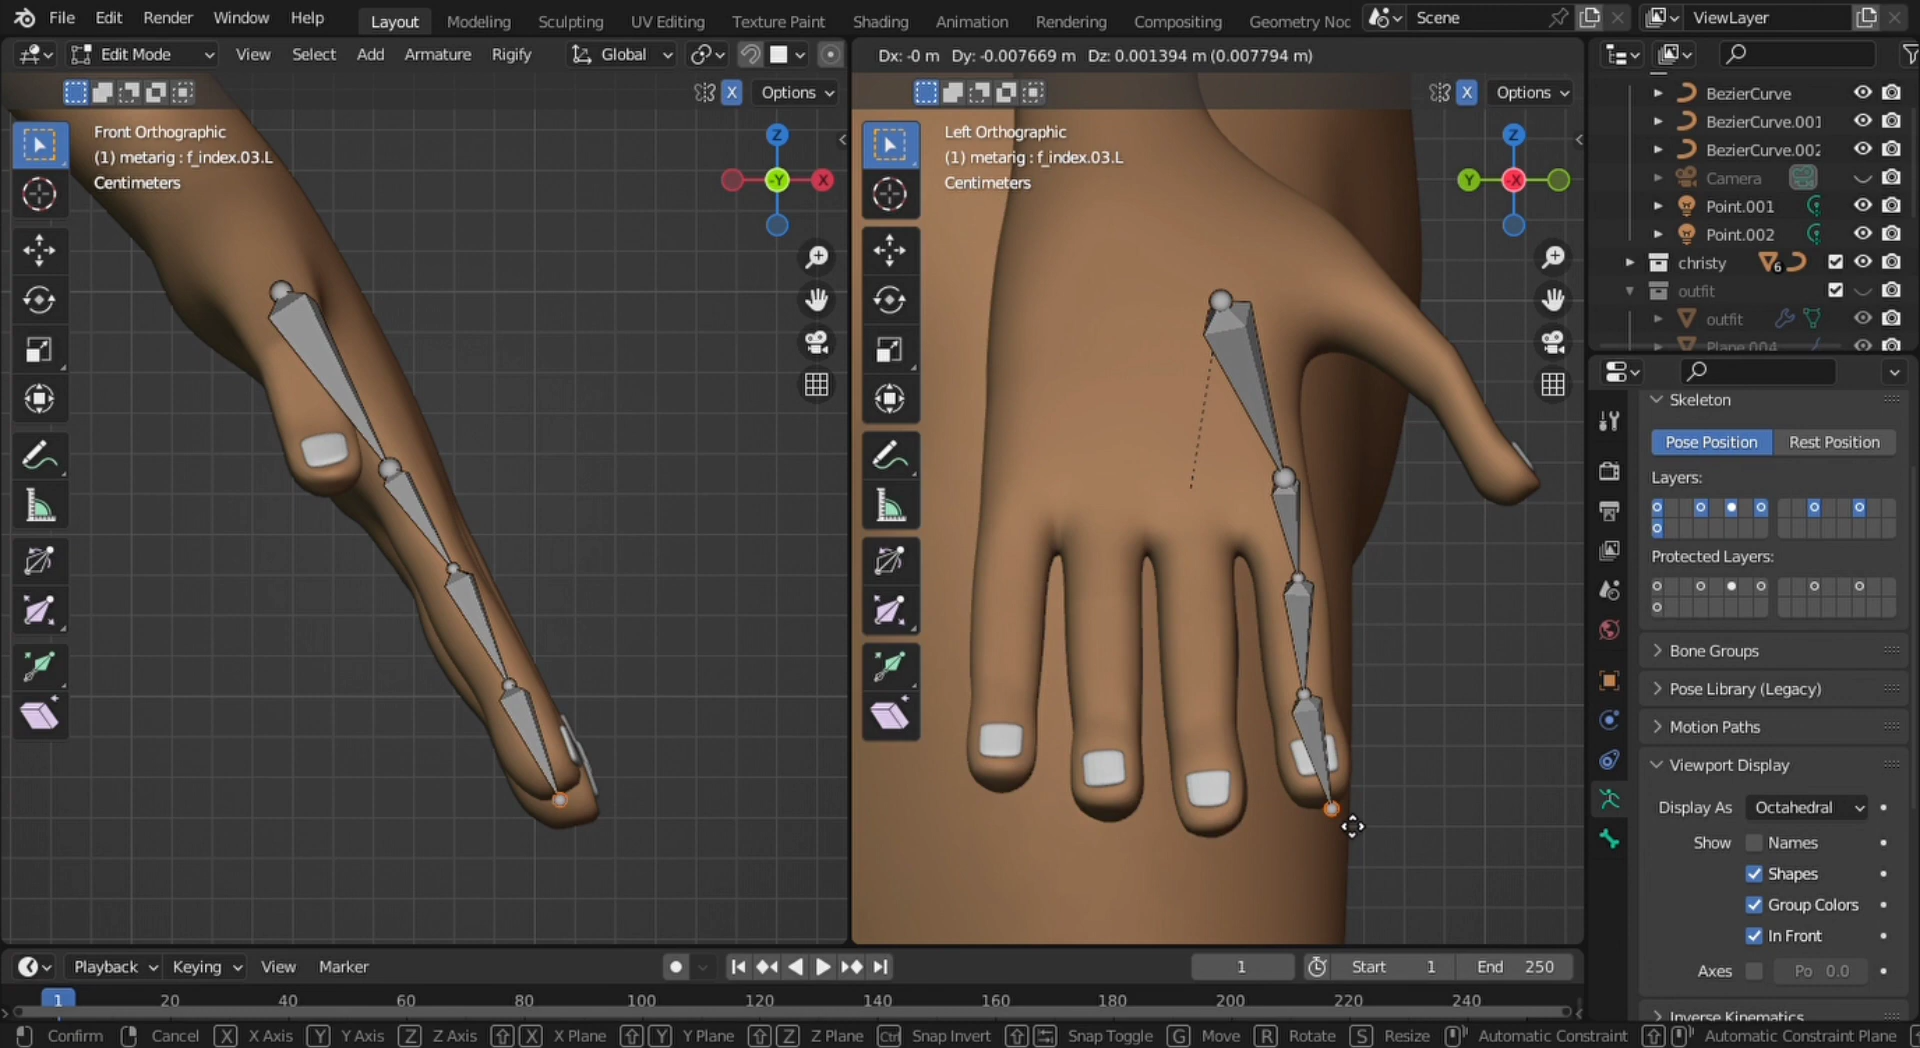 File Edit Render Window Help Layout Modeling Sculpting UV Editing Texture Paint Shading Animation Rendering Compositing Geometry Noc Scene ViewLayer
Edit Mode View Select Add Armature Rigify Global Dx: -0 m Dy: -0.007669 m Dz: 0.001394 m (0.007794 m)
X Options X Options
Front Orthographic
(1) metarig : f_index.03.L
Centimeters
Z
-Y
X
Left Orthographic
(1) metarig : f_index.03.L
Centimeters
Z
Y
-X
BezierCurve
BezierCurve.001
BezierCurve.002
Camera
Point.001
Point.002
christy 6
outfit
outfit
Plane.004
Skeleton
Pose Position Rest Position
Layers:
Protected Layers:
Bone Groups
Pose Library (Legacy)
Motion Paths
Viewport Display
Display As Octahedral
Show Names
Shapes
Group Colors
In Front
Axes Po 0.0
Inverse Kinematics
Playback Keying View Marker 1 Start 1 End 250
1 20 40 60 80 100 120 140 160 180 200 220 240
Confirm Cancel X X Axis Y Y Axis Z Z Axis X X Plane Y Y Plane Z Z Plane Ctrl Snap Invert Snap Toggle G Move R Rotate S Resize Automatic Constraint Automatic Constraint Plane